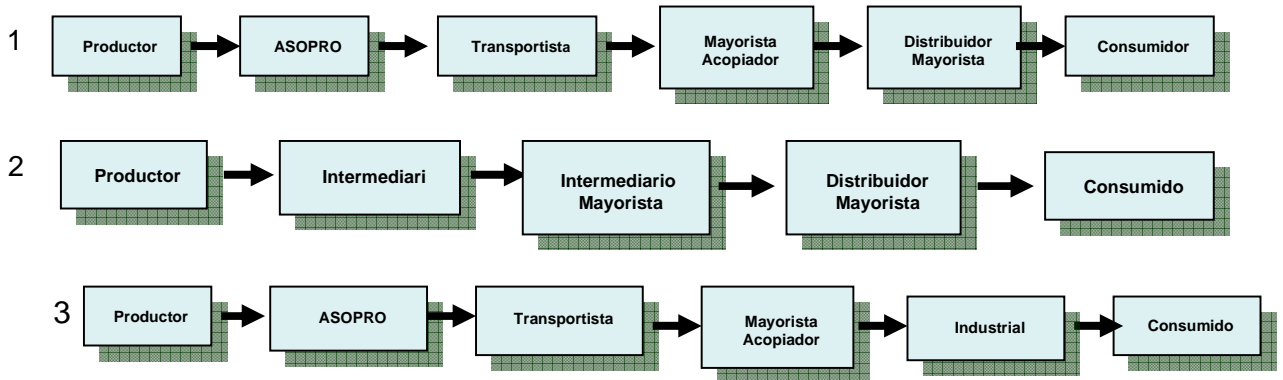 1
Productor
ASOPRO
Transportista
Mayorista
Acopiador
Distribuidor
Mayorista
Consumidor
2
Productor
Intermediari
Intermediario
Mayorista
Distribuidor
Mayorista
Consumido
3
Productor
ASOPRO
Transportista
Mayorista
Acopiador
Industrial
Consumido